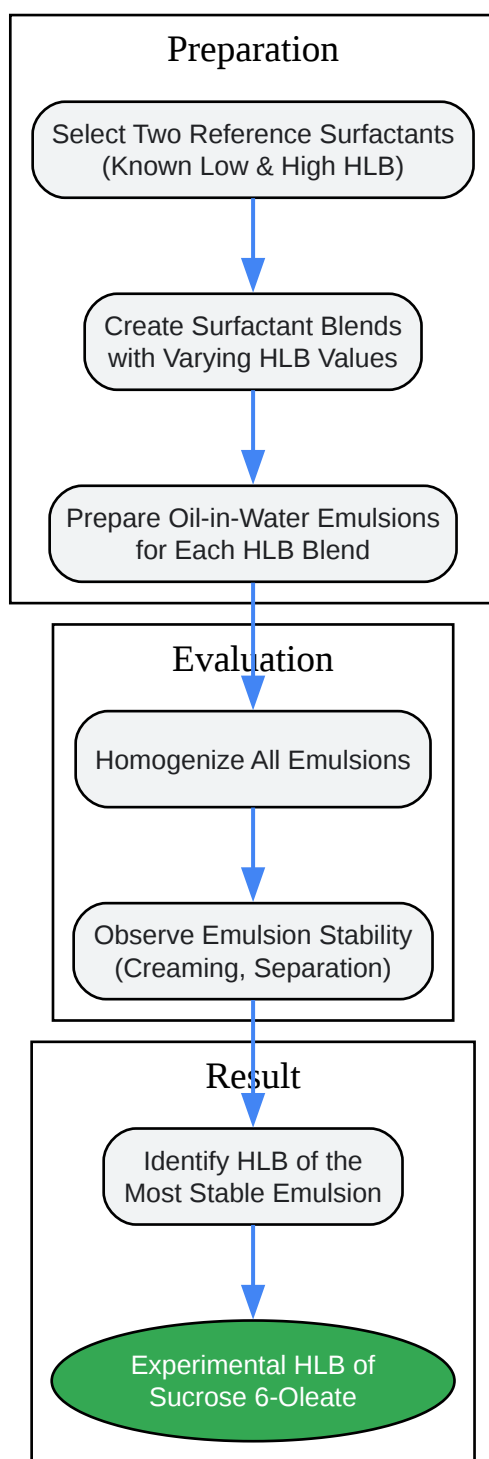 Preparation
Select Two Reference Surfactants
(Known Low & High HLB)
Create Surfactant Blends
with Varying HLB Values
Prepare Oil-in-Water Emulsions
for Each HLB Blend
Evaluation
Homogenize All Emulsions
Observe Emulsion Stability
(Creaming, Separation)
Result
Identify HLB of the
Most Stable Emulsion
Experimental HLB of
Sucrose 6-Oleate